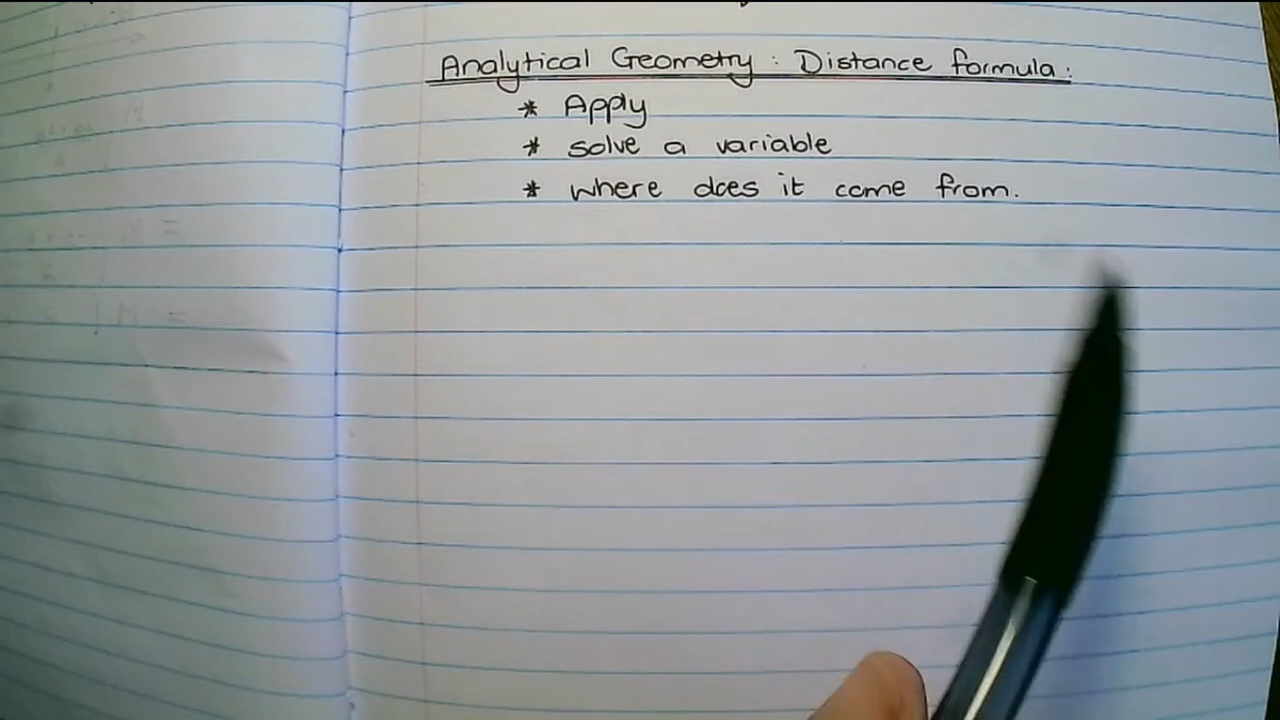 Analytical Geometry : Distance formula:
* Apply
* solve a variable
* where does it come from.